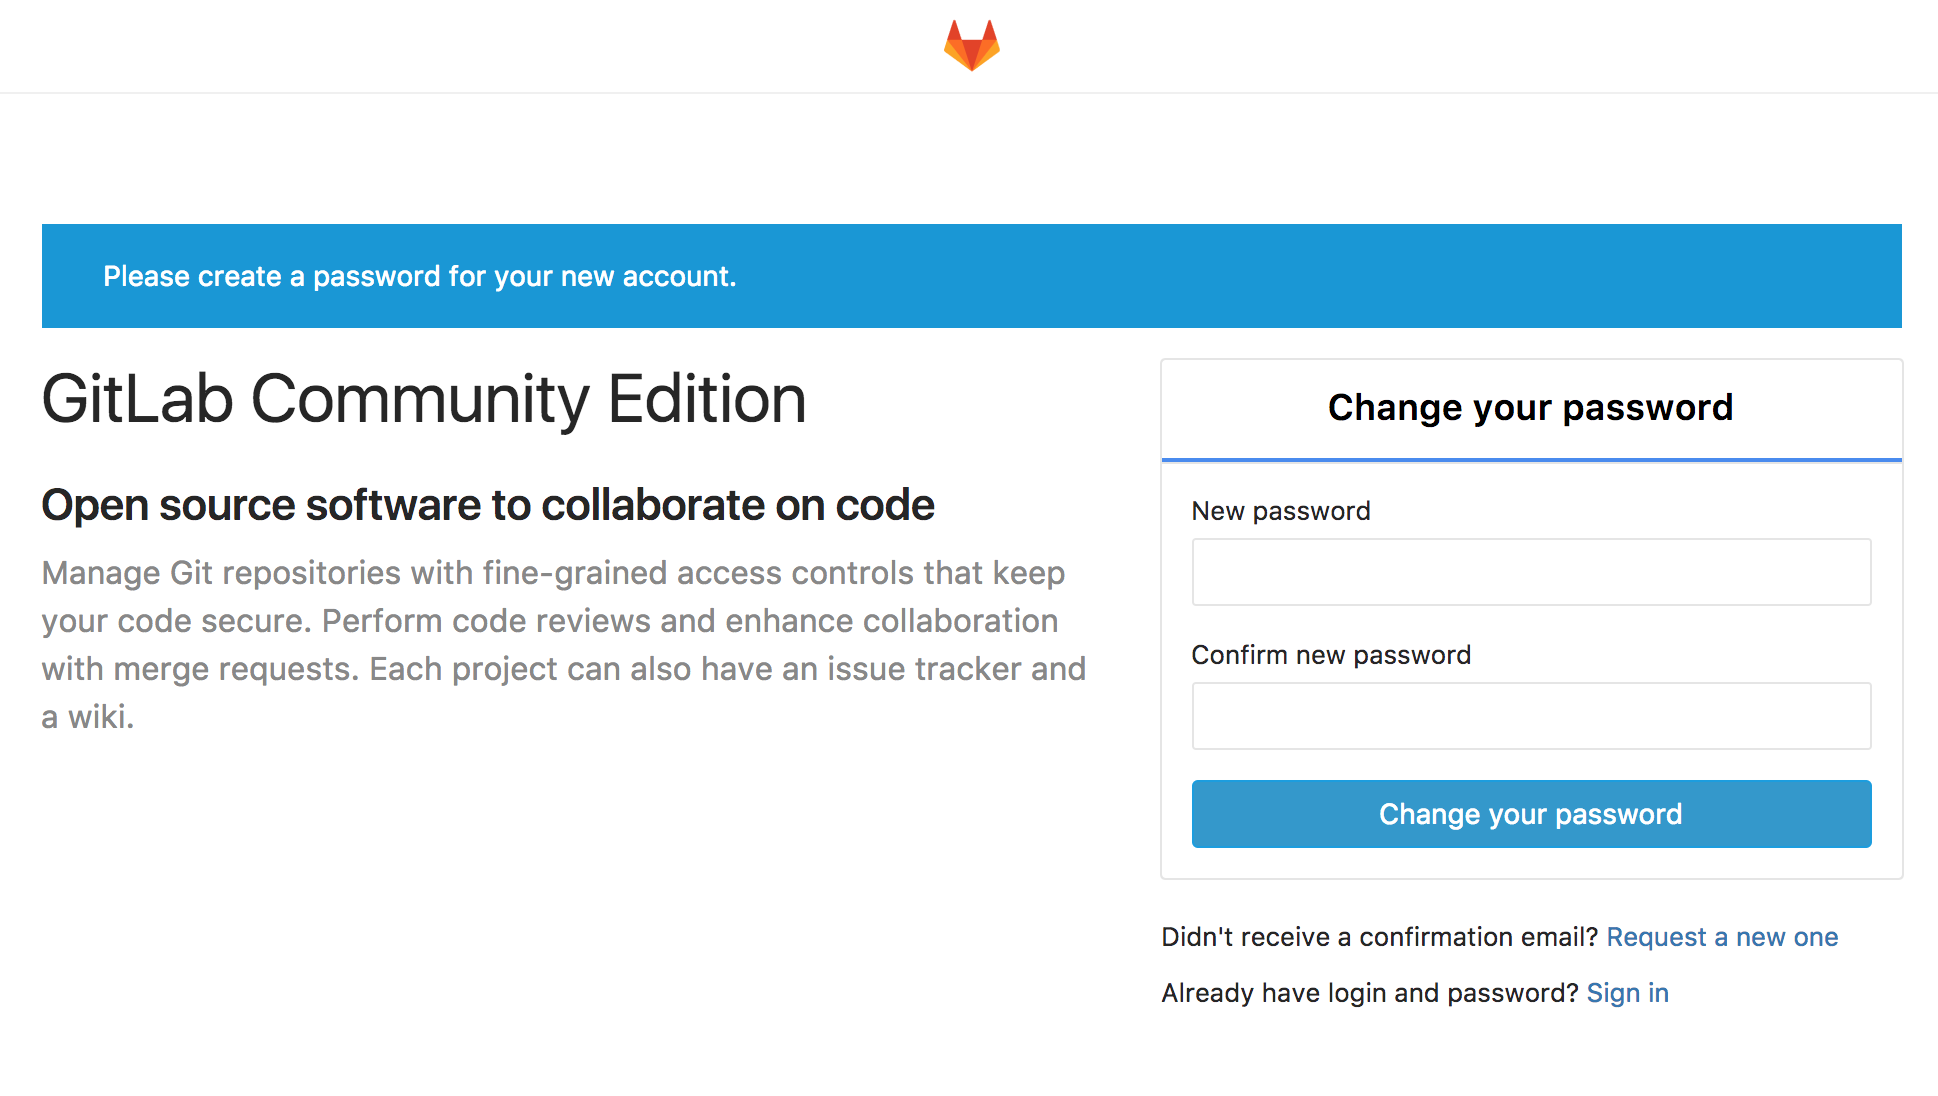 Please create a password for your new account.
GitLab Community Edition
Open source software to collaborate on code
Manage Git repositories with fine-grained access controls that keep
your code secure. Perform code reviews and enhance collaboration
with merge requests. Each project can also have an issue tracker and
a wiki.
Change your password
New password
Confirm new password
Change your password
Didn't receive a confirmation email? Request a new one
Already have login and password? Sign in